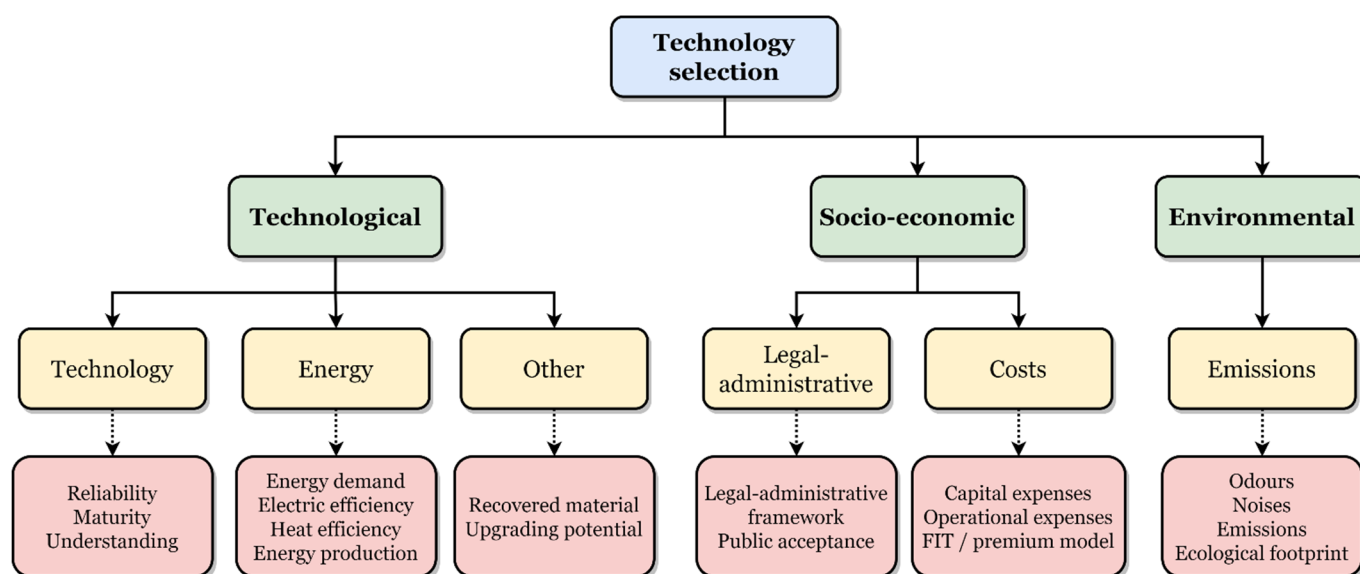 Technology
selection
Technological
Socio-economic
Environmental
Technology
Energy
Other
Legal-
administrative
Costs
Emissions
Reliability
Maturity
Understanding
Energy demand
Electric efficiency
Heat efficiency
Energy production
Recovered material
Upgrading potential
Legal-administrative
framework
Public acceptance
Capital expenses
Operational expenses
FIT / premium model
Odours
Noises
Emissions
Ecological footprint